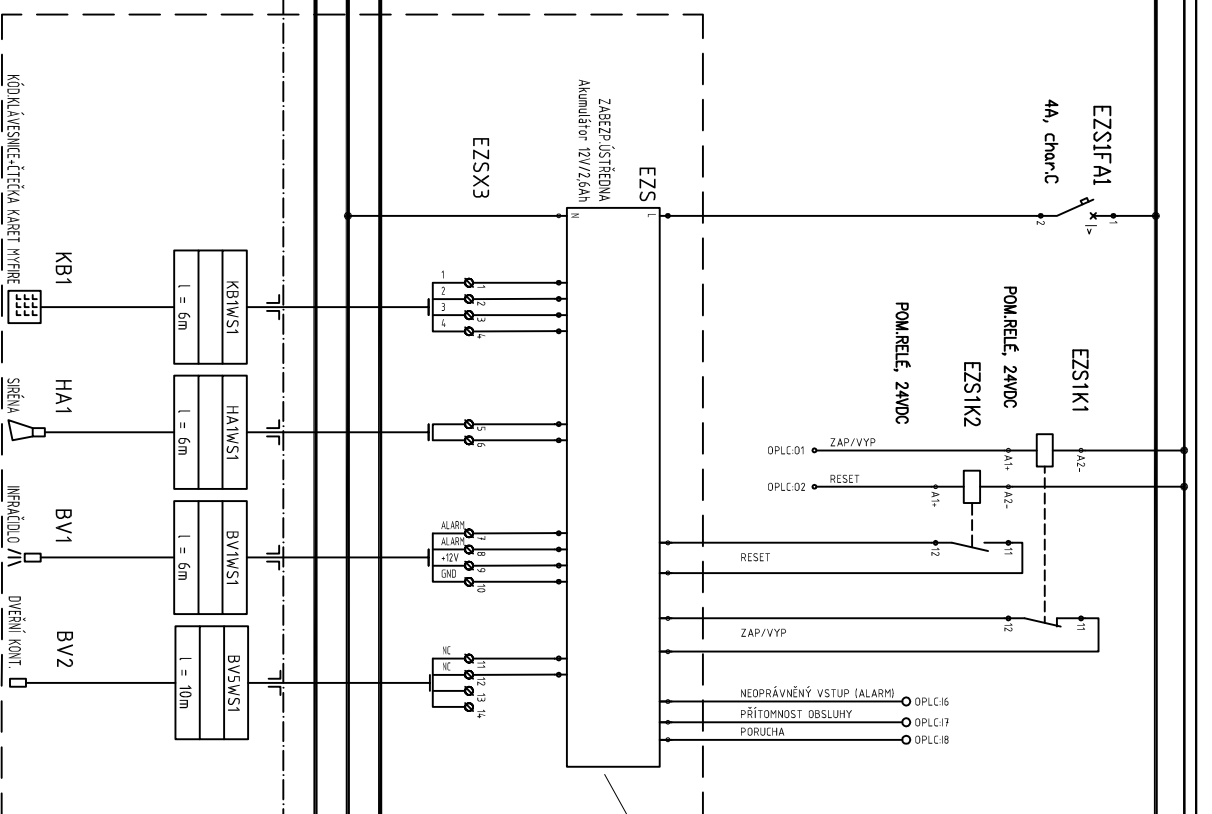 EZS1FA1
4A, char.C
1
2
I>
EZS1K1
POM.RELÉ, 24VDC
EZS1K2
POM.RELÉ, 24VDC
OPLC:O1
ZAP/VYP
A1+
A2-
OPLC:O2
RESET
A1+
A2-
12
11
RESET
12
11
ZAP/VYP
NEOPRÁVNĚNÝ VSTUP (ALARM)
OPLC:I6
PŘÍTOMNOST OBSLUHY
OPLC:I7
PORUCHA
OPLC:I8
EZS
ZABEZP.ÚSTŘEDNA
Akumulátor 12V/2,6Ah
L
N
EZSX3
1
2
3
4
1
2
3
4
5
6
ALARM
ALARM
+12V
GND
7
8
9
10
NC
NC
11
12
13
14
KB1WS1
l = 6m
HA1WS1
l = 6m
BV1WS1
l = 6m
BV5WS1
l = 10m
KB1
KÓD.KLÁVESNICE+ČTEČKA KARET MYFIRE
HA1
SIRÉNA
BV1
INFRAČIDLO
BV2
DVEŘNÍ KONT.